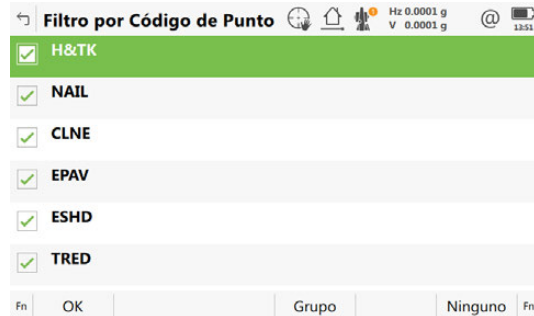 Filtro por Código de Punto
Hz 0.0001 g
V 0.0001 g
@
13:51
H&TK
NAIL
CLNE
EPAV
ESHD
TRED
Fn OK Grupo Ninguno Fn